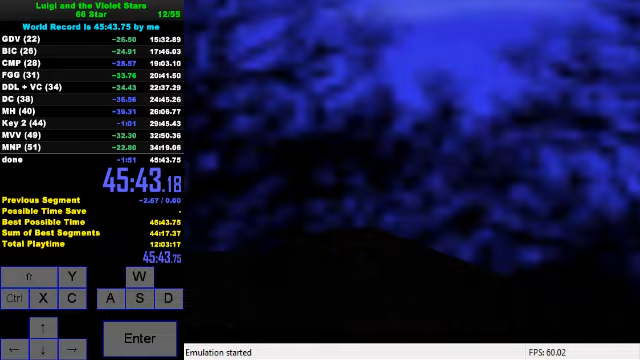 Luigi and the Violet Stars
66 Star 12/55
World Record is 45:43.75 by me
GDV (22) -26.50 15:32.89
BIC (26) -24.91 17:46.03
CMP (28) -28.57 19:03.10
FGG (31) -33.76 20:41.50
DDL + VC (34) -24.43 22:37.29
DC (38) -36.56 24:45.26
MH (40) -39.31 26:06.77
Key 2 (44) -1:01 29:45.43
MVV (49) -32.30 32:50.36
MNP (51) -22.80 34:19.06
done -1:51 45:43.75
45:43.18
Previous Segment -2.67 / 0.00
Possible Time Save -
Best Possible Time 45:43.75
Sum of Best Segments 44:17.37
Total Playtime 12:03:17
45:43.75
⇑ Y W
Ctrl X C A S D
↑ Enter
← ↓ →
Emulation started FPS: 60.02